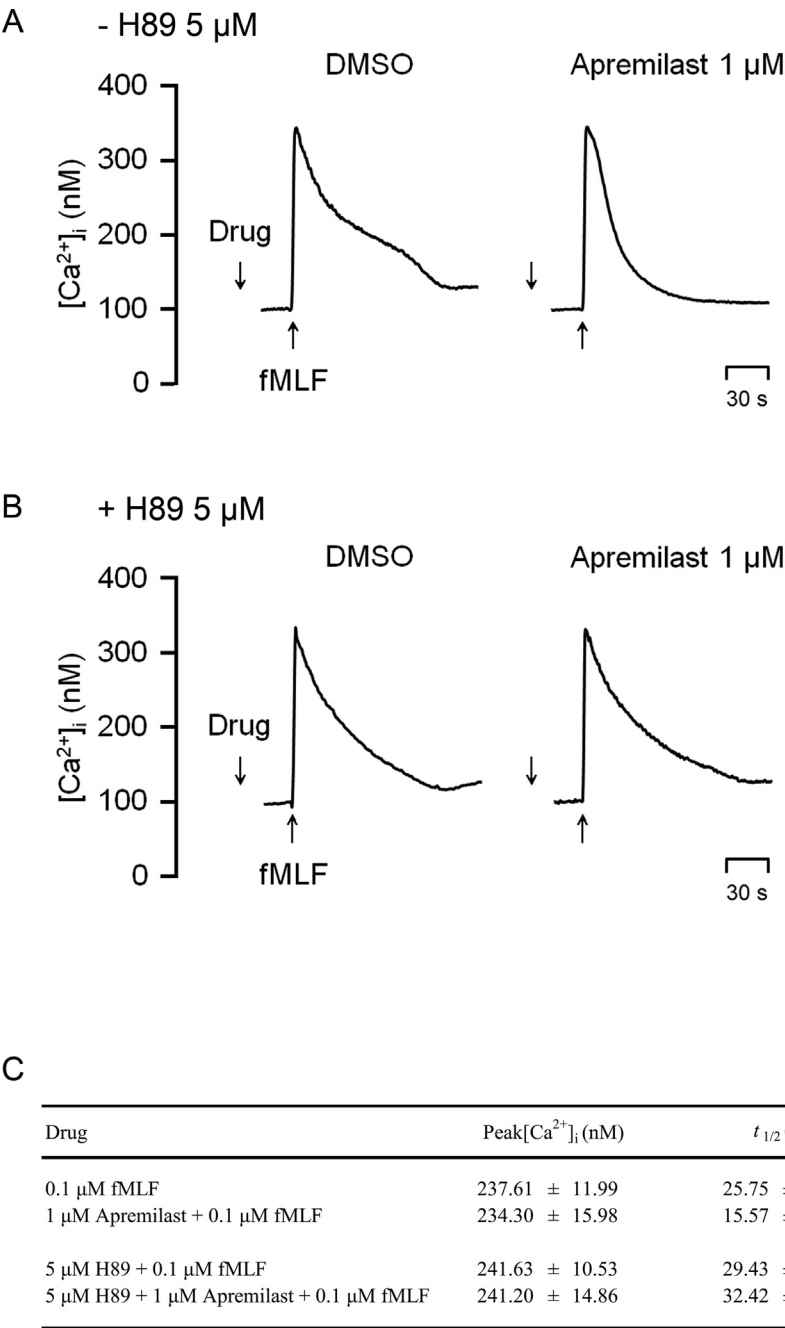 A
- H89 5 µM
DMSO Apremilast 1 µM
400
300
200
100
0
[Ca2+]i (nM)
Drug
fMLF
30 s
B
+ H89 5 µM
DMSO Apremilast 1 µM
400
300
200
100
0
[Ca2+]i (nM)
Drug
fMLF
30 s
C
Drug Peak[Ca2+]i (nM) t 1/2
0.1 µM fMLF 237.61 ± 11.99 25.75
1 µM Apremilast + 0.1 µM fMLF 234.30 ± 15.98 15.57
5 µM H89 + 0.1 µM fMLF 241.63 ± 10.53 29.43
5 µM H89 + 1 µM Apremilast + 0.1 µM fMLF 241.20 ± 14.86 32.42